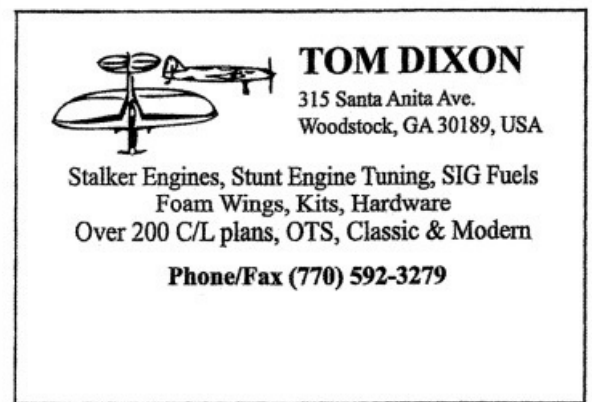 TOM DIXON
315 Santa Anita Ave.
Woodstock, GA 30189, USA
Stalker Engines, Stunt Engine Tuning, SIG Fuels
Foam Wings, Kits, Hardware
Over 200 C/L plans, OTS, Classic & Modern
Phone/Fax (770) 592-3279